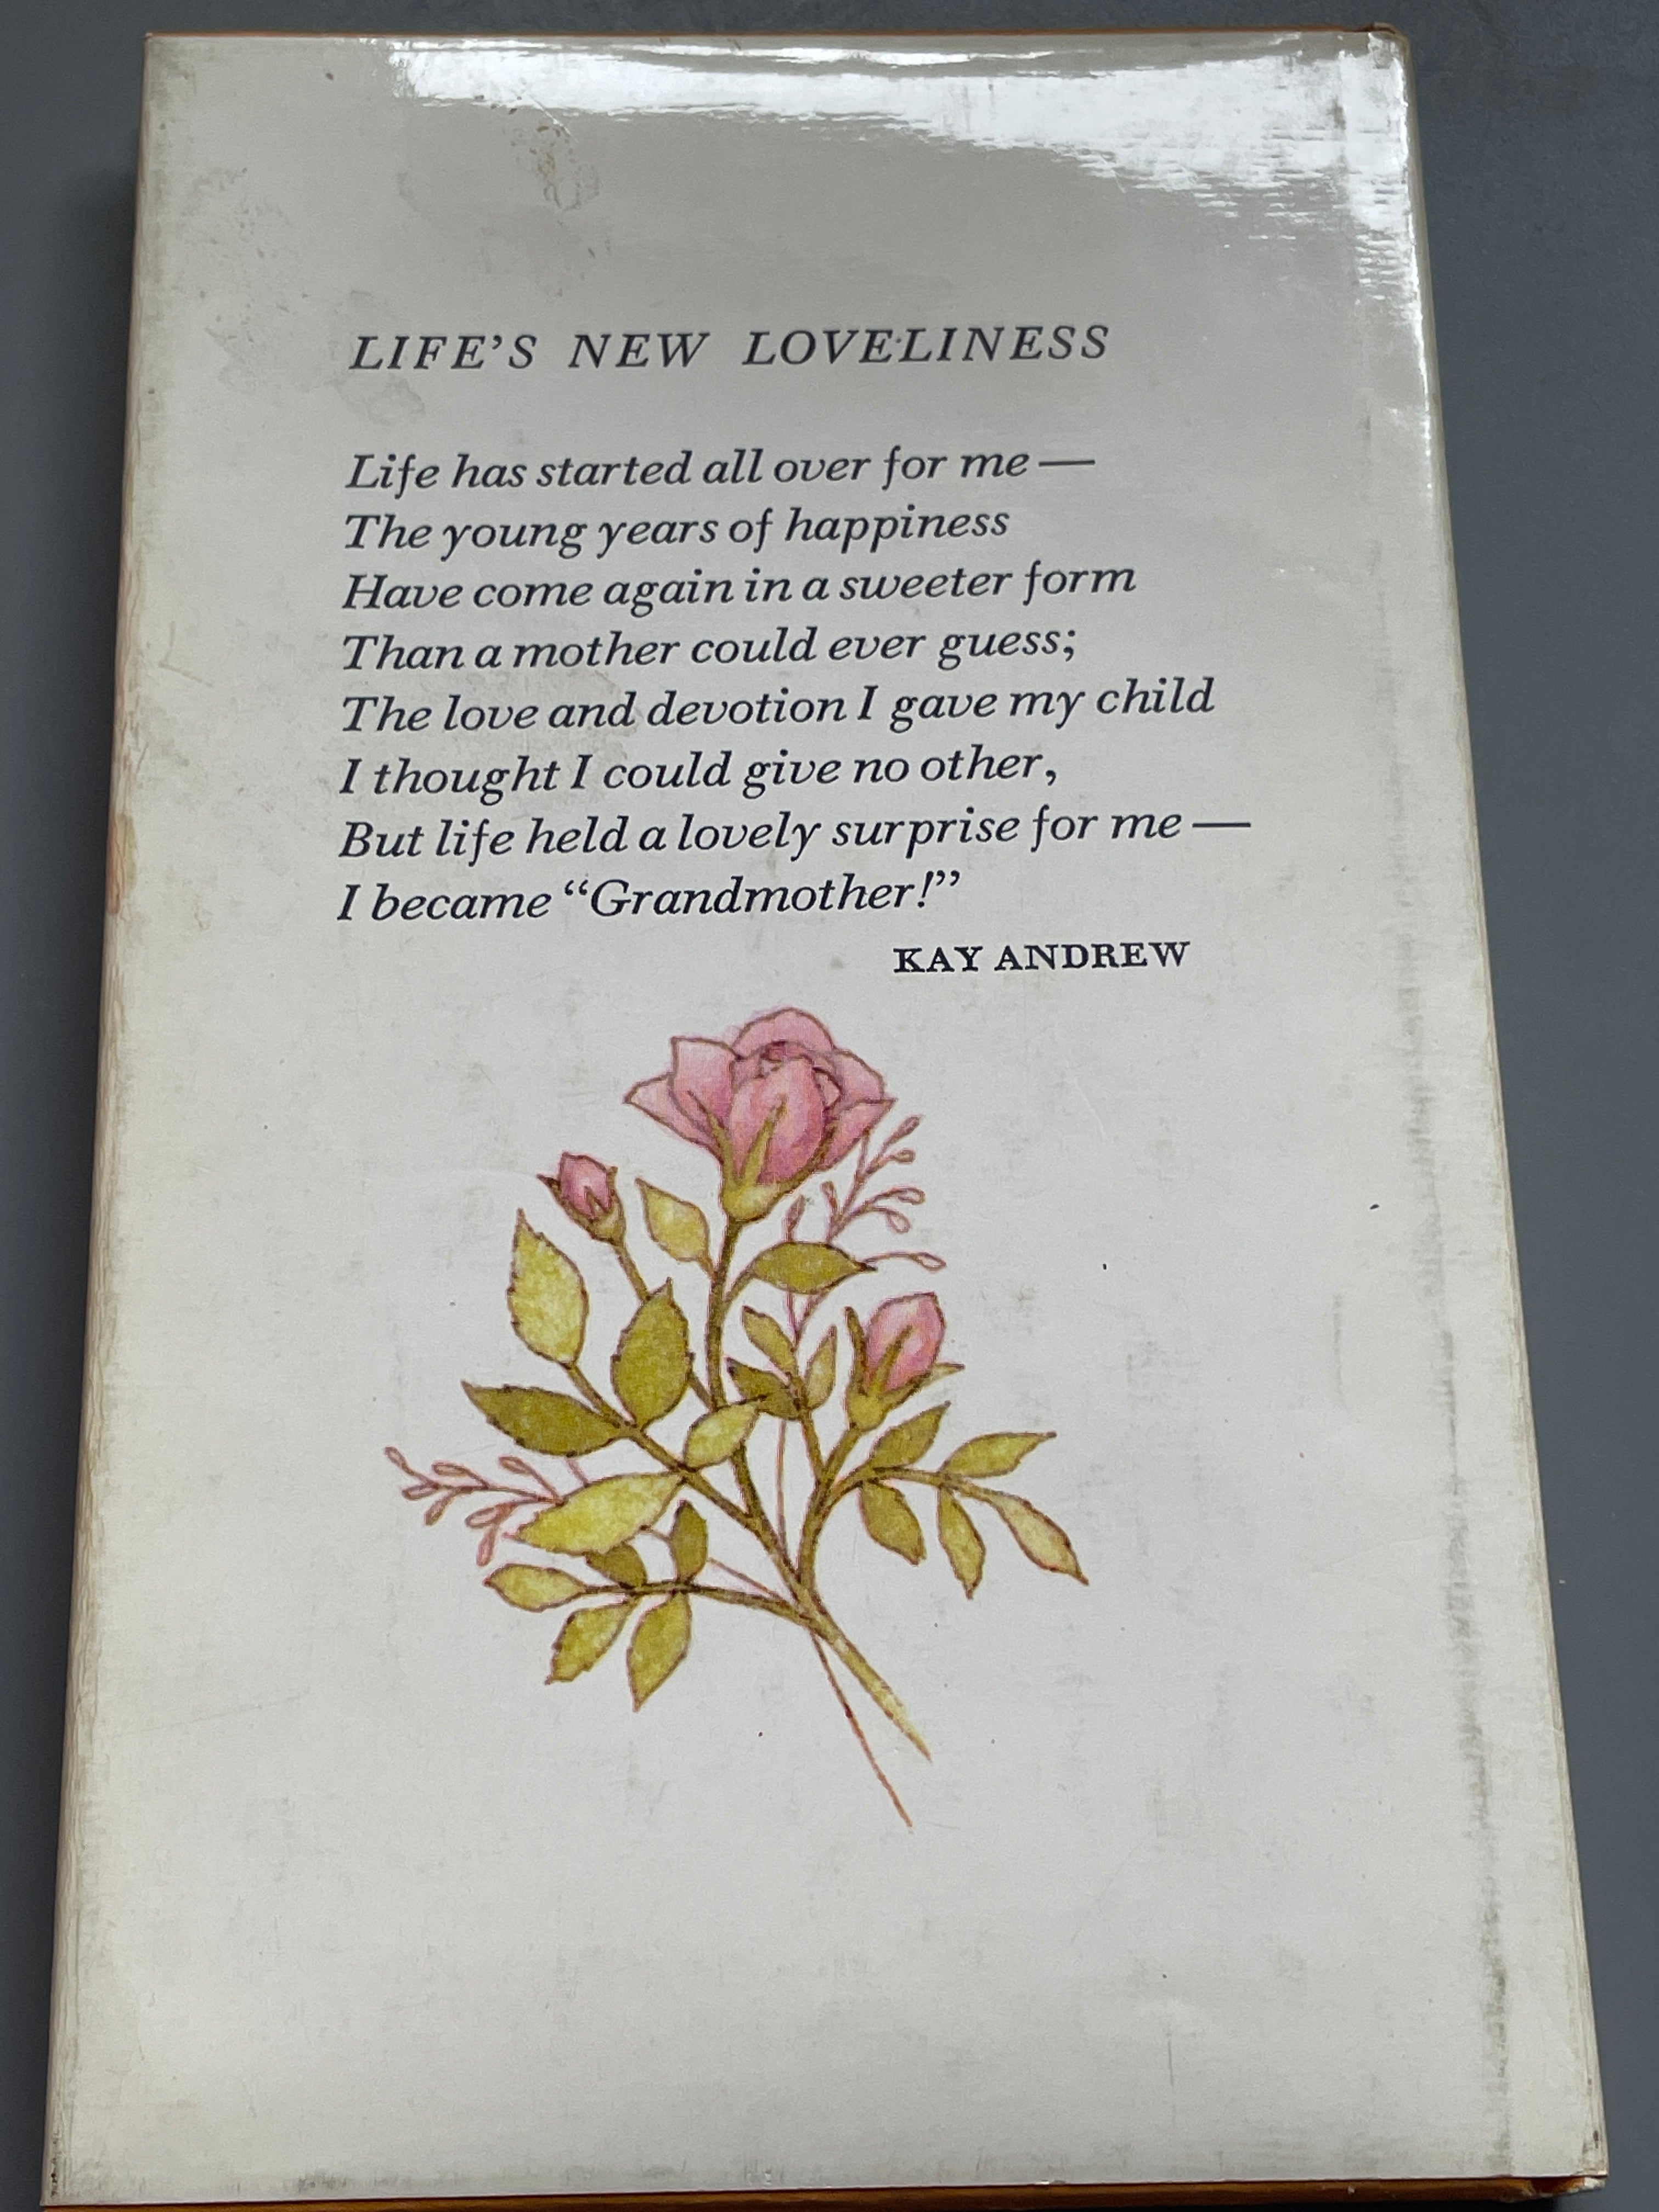 LIFE'S NEW LOVELINESS
Life has started all over for me —
The young years of happiness
Have come again in a sweeter form
Than a mother could ever guess;
The love and devotion I gave my child
I thought I could give no other,
But life held a lovely surprise for me —
I became “Grandmother!”
KAY ANDREW